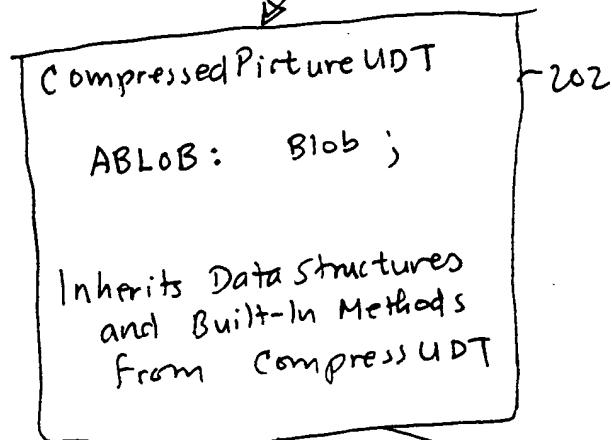 CompressedPictureUDT
202
ABLOB: Blob ;
Inherits Data Structures
and Built-In Methods
from CompressUDT